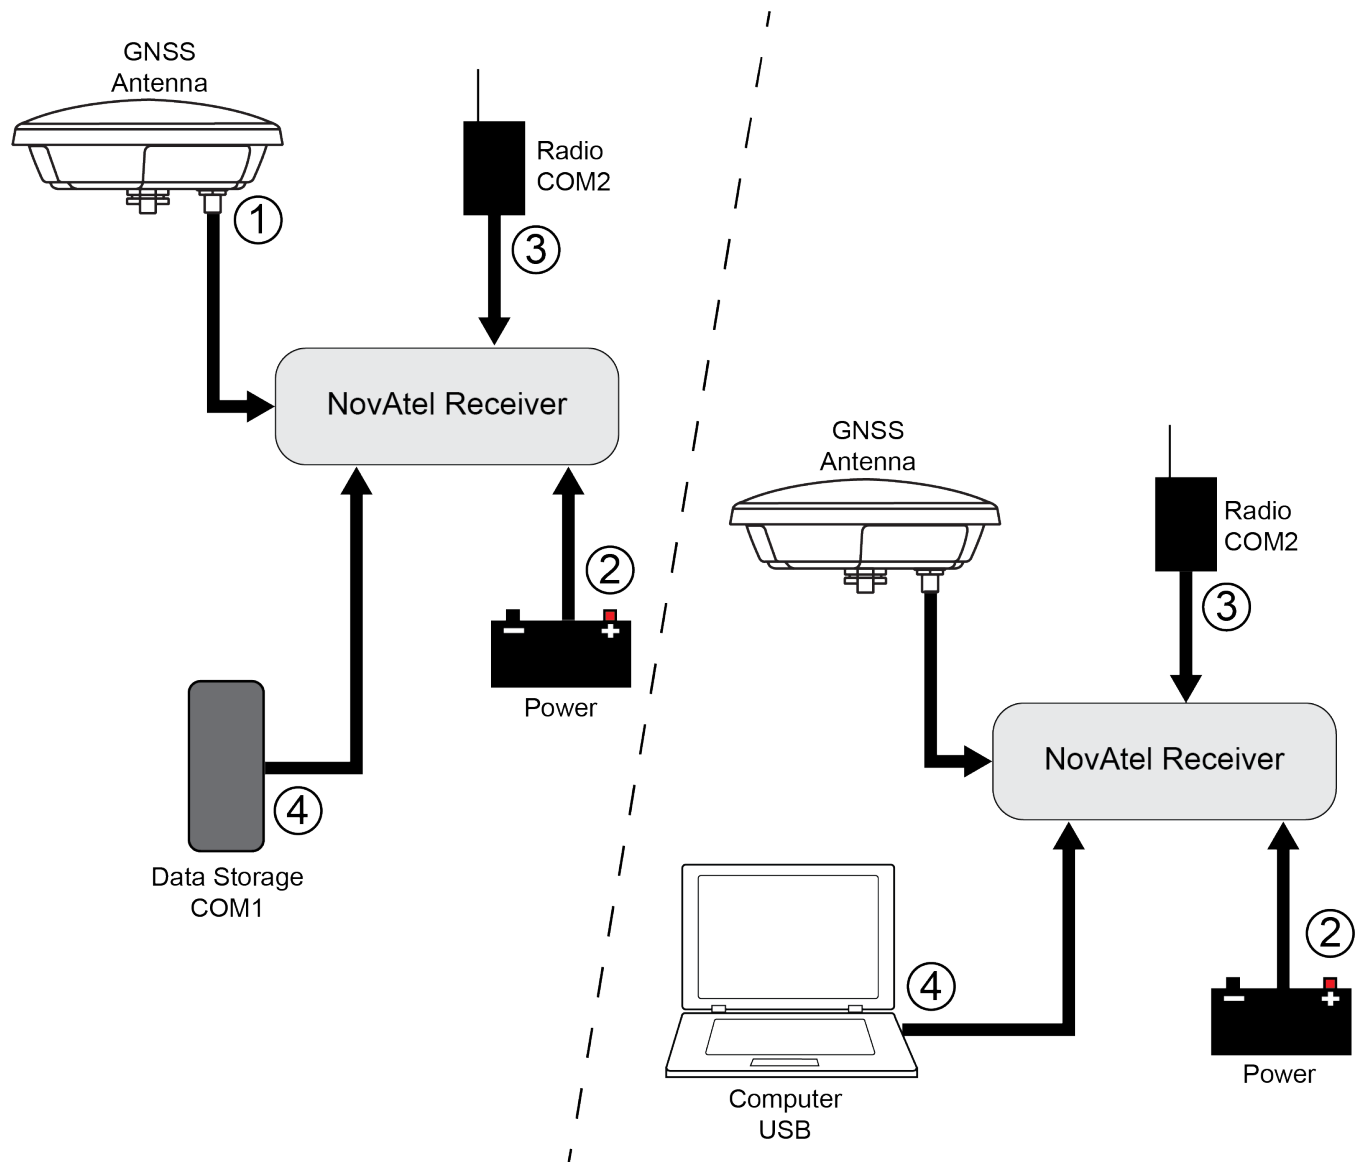 GNSS
Antenna
1
Radio
COM2
3
NovAtel Receiver
2
Power
4
Data Storage
COM1
GNSS
Antenna
Radio
COM2
3
NovAtel Receiver
2
Power
4
Computer
USB